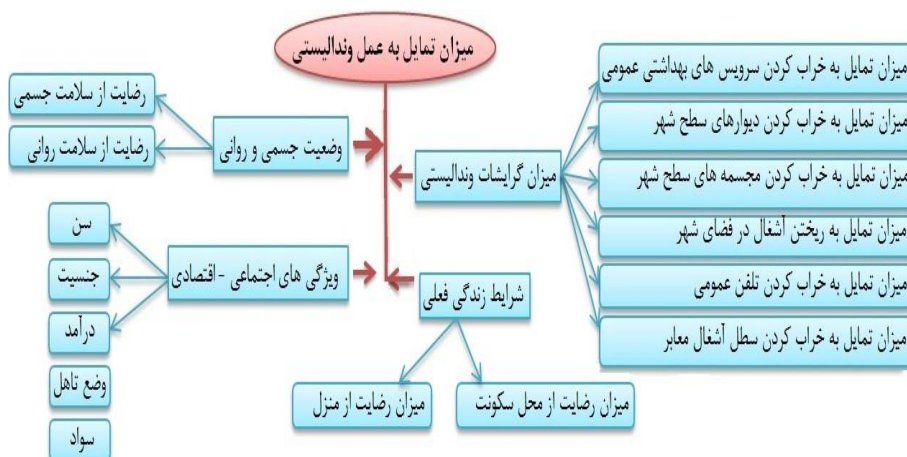 میزان تمایل به عمل وندالیستی
میزان تمایل به خراب کردن سرویس های بهداشتی عمومی
میزان تمایل به خراب کردن دیوارهای سطح شهر
میزان تمایل به خراب کردن مجسمه های سطح شهر
میزان تمایل به ریختن آشغال در فضای شهر
میزان تمایل به خراب کردن تلفن عمومی
میزان تمایل به خراب کردن سطل آشغال معابر
میزان گرایشات وندالیستی
شرایط زندگی فعلی
میزان رضایت از محل سکونت
میزان رضایت از منزل
وضعیت جسمی و روانی
رضایت از سلامت جسمی
رضایت از سلامت روانی
ویژگی های اجتماعی - اقتصادی
سن
جنسیت
درآمد
وضع تاهل
سواد